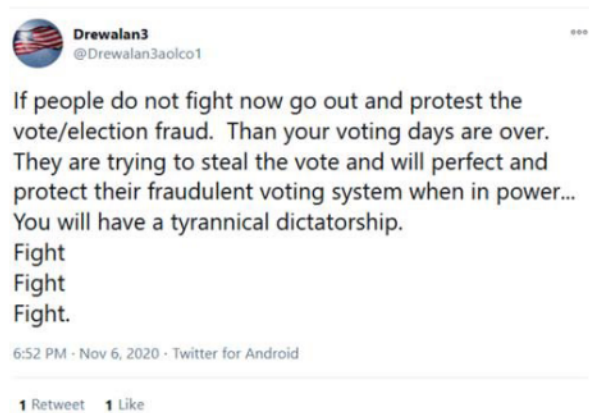 Drewalan3
@Drewalan3aolco1
If people do not fight now go out and protest the
vote/election fraud.  Than your voting days are over.
They are trying to steal the vote and will perfect and
protect their fraudulent voting system when in power...
You will have a tyrannical dictatorship.
Fight
Fight
Fight.
6:52 PM · Nov 6, 2020 · Twitter for Android
1 Retweet 1 Like